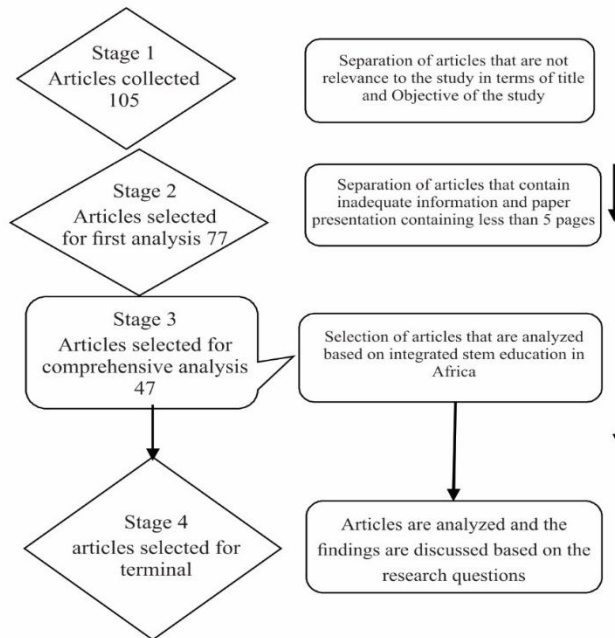 Stage 1
Articles collected
105
Separation of articles that are not
relevance to the study in terms of title
and Objective of the study
Stage 2
Articles selected
for first analysis 77
Separation of articles that contain
inadequate information and paper
presentation containing less than 5 pages
Stage 3
Articles selected for
comprehensive analysis
47
Selection of articles that are analyzed
based on integrated stem education in
Africa
Stage 4
articles selected for
terminal
Articles are analyzed and the
findings are discussed based on the
research questions